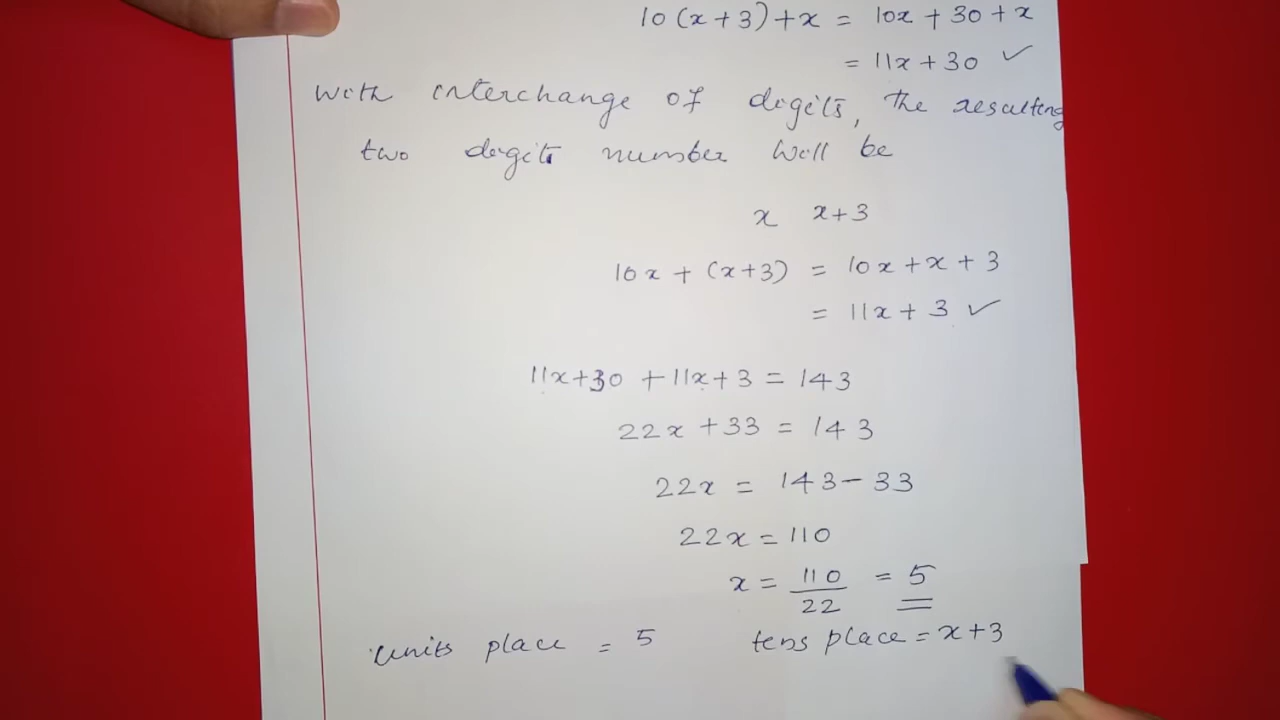 10(x+3)+x = 10x+30+x
= 11x+30 ✓
With interchange of digits, the resulting
two digits number will be
x x+3
10x+(x+3) = 10x+x+3
= 11x+3 ✓
11x+30+11x+3=143
22x+33=143
22x = 143-33
22x=110
x = 110/22 = 5
units place = 5 tens place = x+3